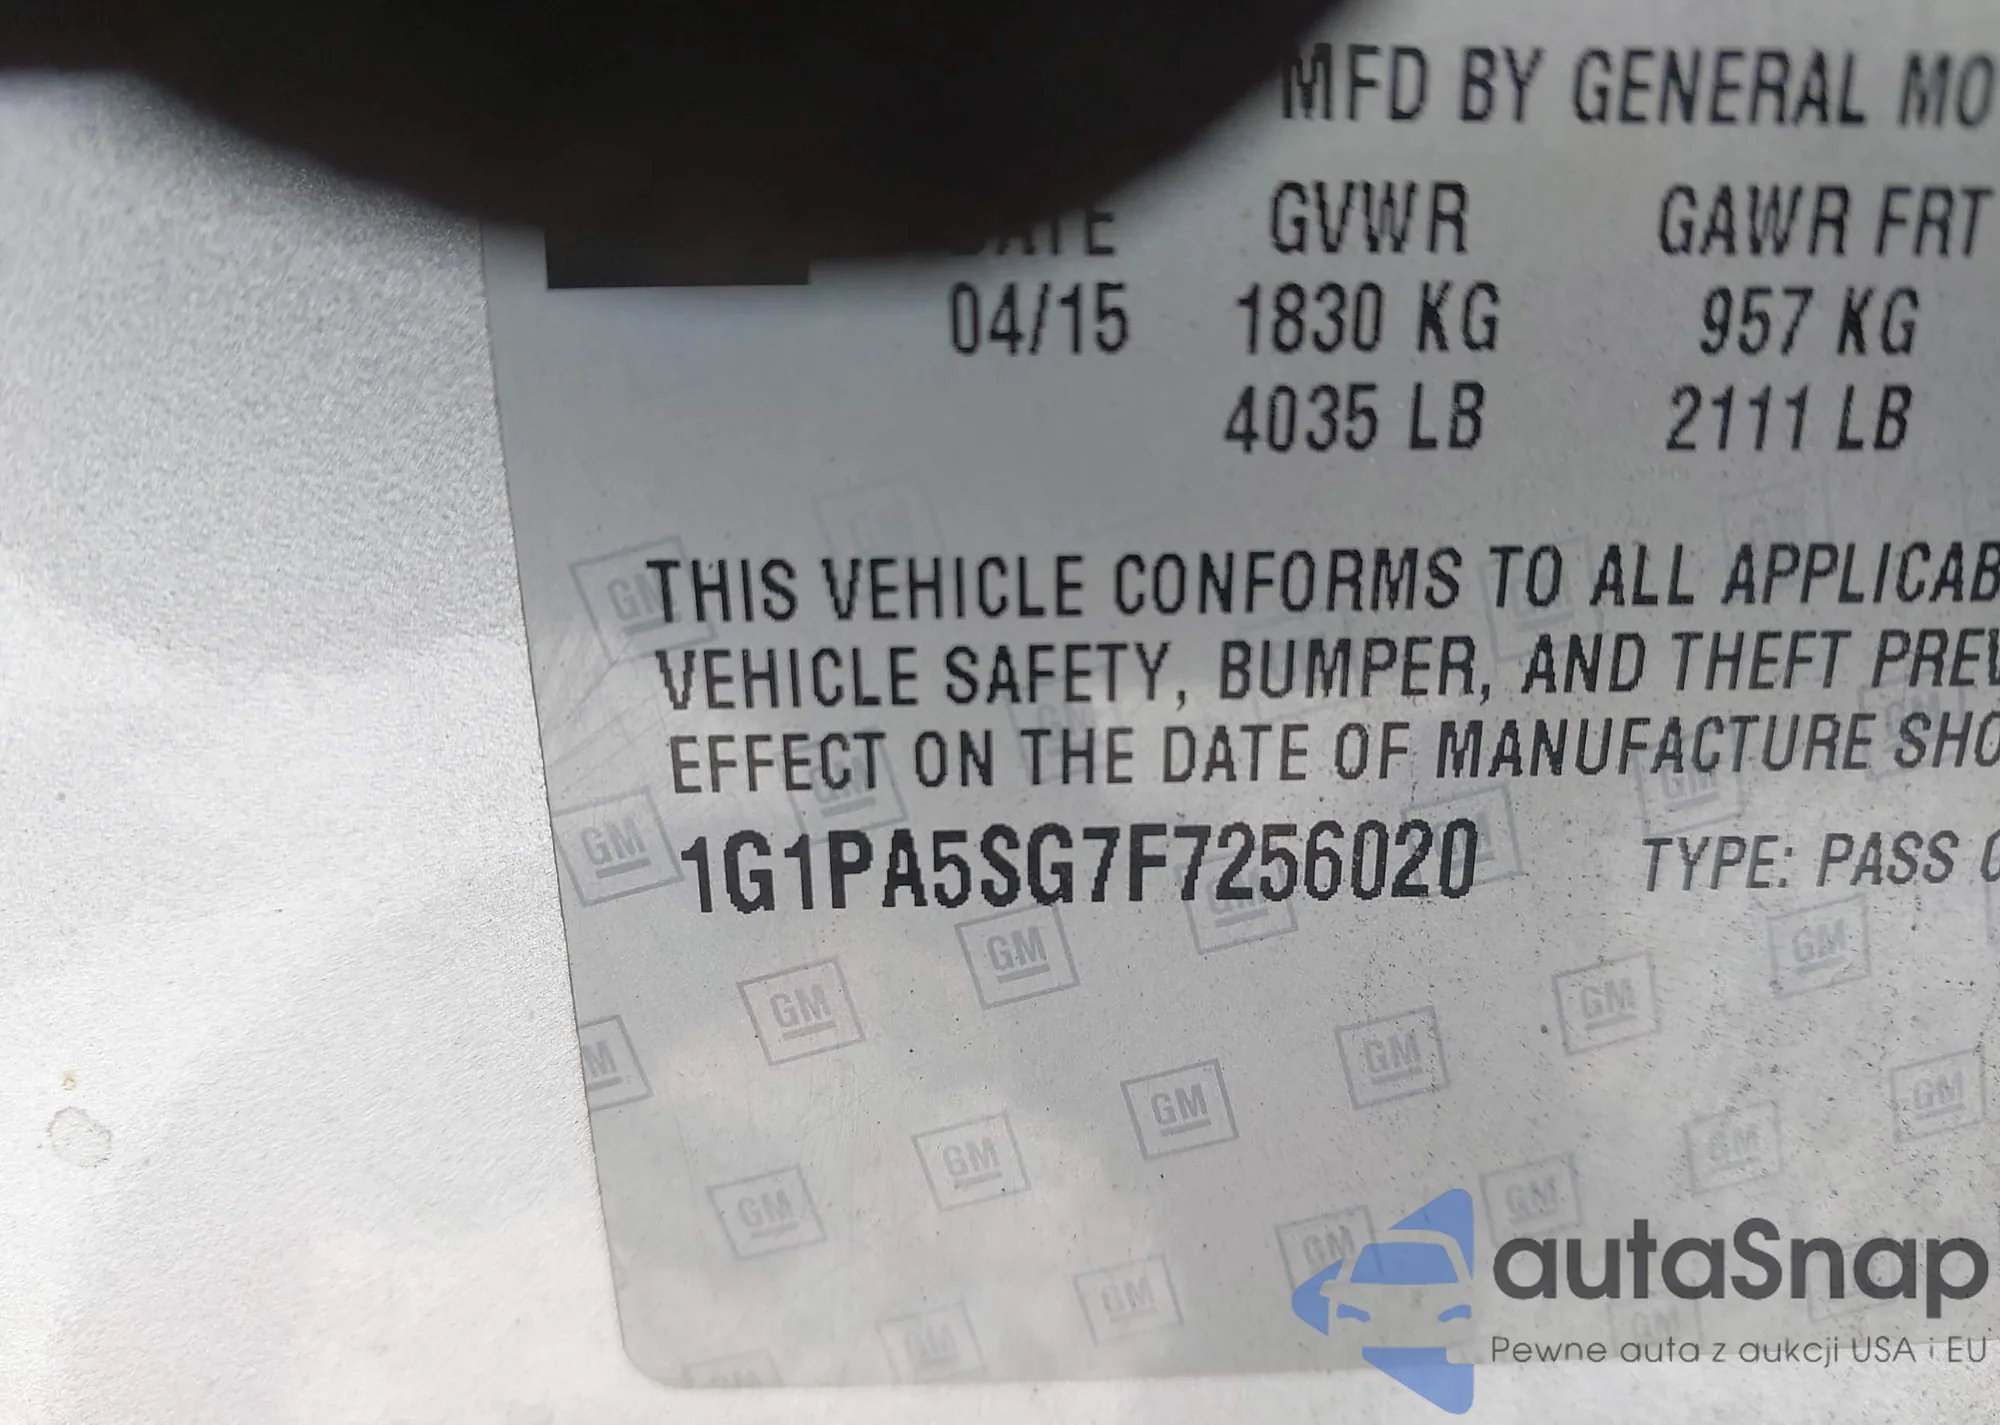 MFD BY GENERAL MO
DATE GVWR GAWR FRT
04/15 1830 KG 957 KG
4035 LB 2111 LB
THIS VEHICLE CONFORMS TO ALL APPLICAB
VEHICLE SAFETY, BUMPER, AND THEFT PREV
EFFECT ON THE DATE OF MANUFACTURE SHO
1G1PA5SG7F7256020 TYPE: PASS C
GM
autaSnap
Pewne auta z aukcji USA i EU